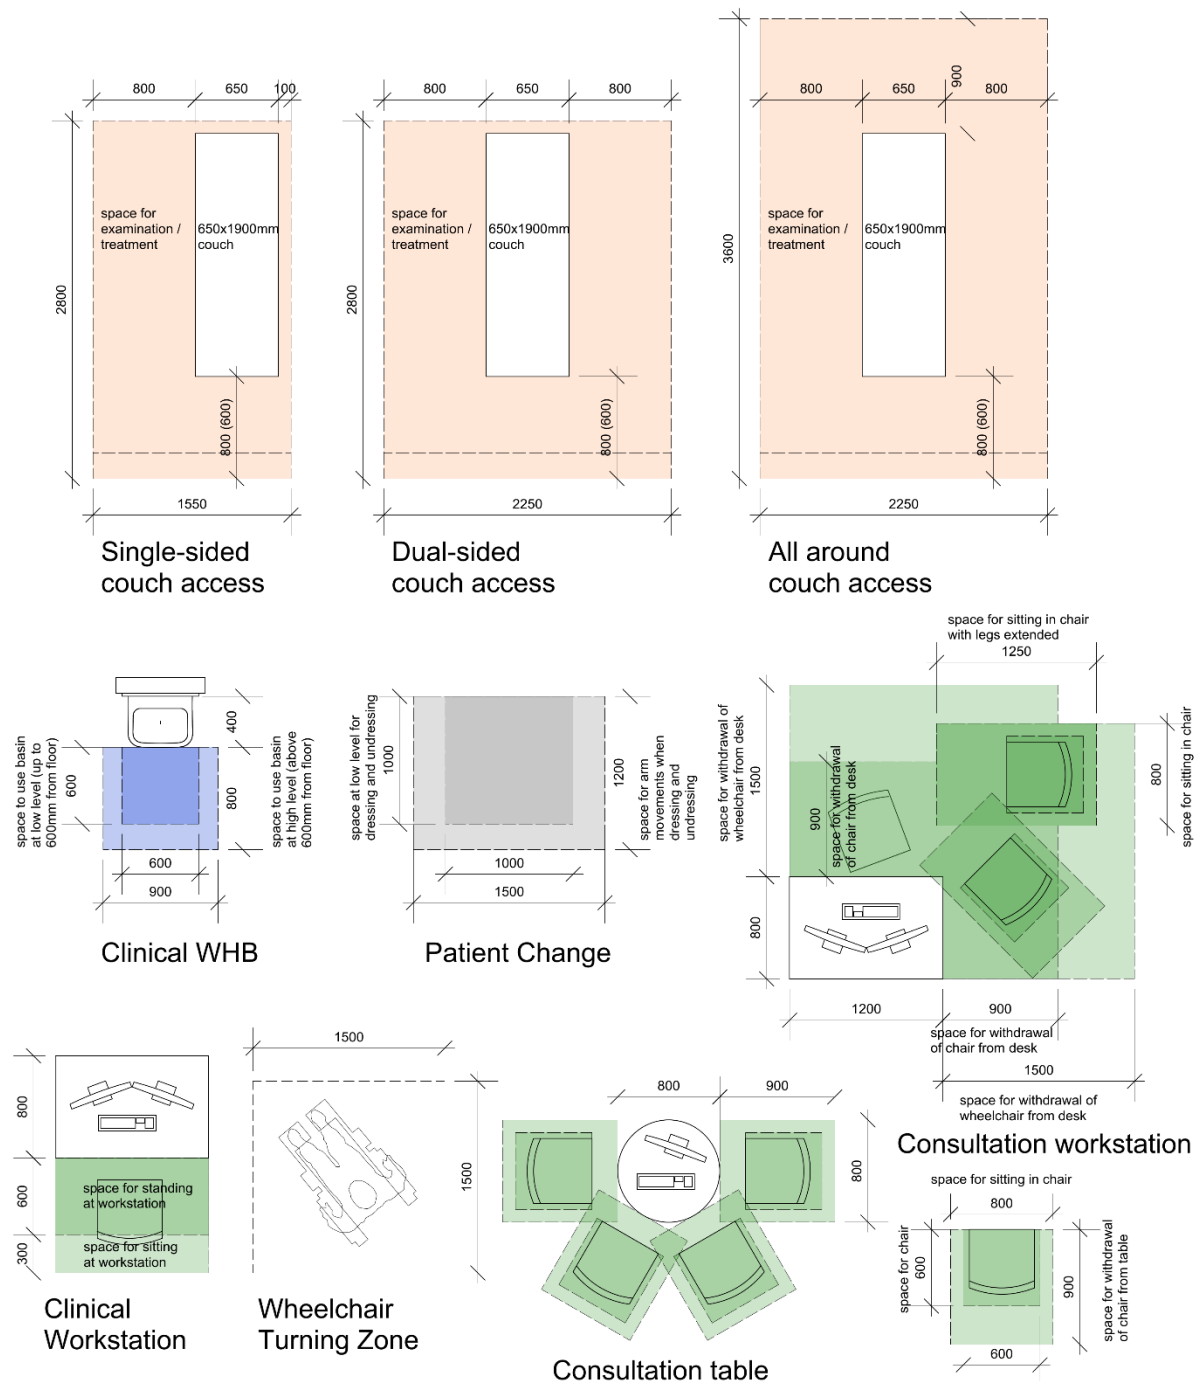 800
650
100
2800
space for
examination /
treatment
650x1900mm
couch
800 (600)
1550
Single-sided
couch access
800
650
800
2800
space for
examination /
treatment
650x1900mm
couch
800 (600)
2250
Dual-sided
couch access
900
800
650
800
3600
space for
examination /
treatment
650x1900mm
couch
800 (600)
2250
All around
couch access
space to use basin
at low level (up to
600mm from floor)
600
400
800
space to use basin
at high level (above
600mm from floor)
600
900
Clinical WHB
space at low level for
dressing and undressing
1000
1200
space for arm
movements when
dressing and
undressing
1000
1500
Patient Change
space for sitting in chair
with legs extended
1250
space for withdrawal of
wheelchair from desk
1500
900
space for withdrawal
of chair from desk
800
space for sitting in chair
800
1200
900
space for withdrawal
of chair from desk
1500
space for withdrawal of
wheelchair from desk
Consultation workstation
800
600
300
space for standing
at workstation
space for sitting
at workstation
Clinical
Workstation
1500
1500
Wheelchair
Turning Zone
800
900
800
Consultation table
space for sitting in chair
800
space for chair
600
900
space for withdrawal
of chair from table
600